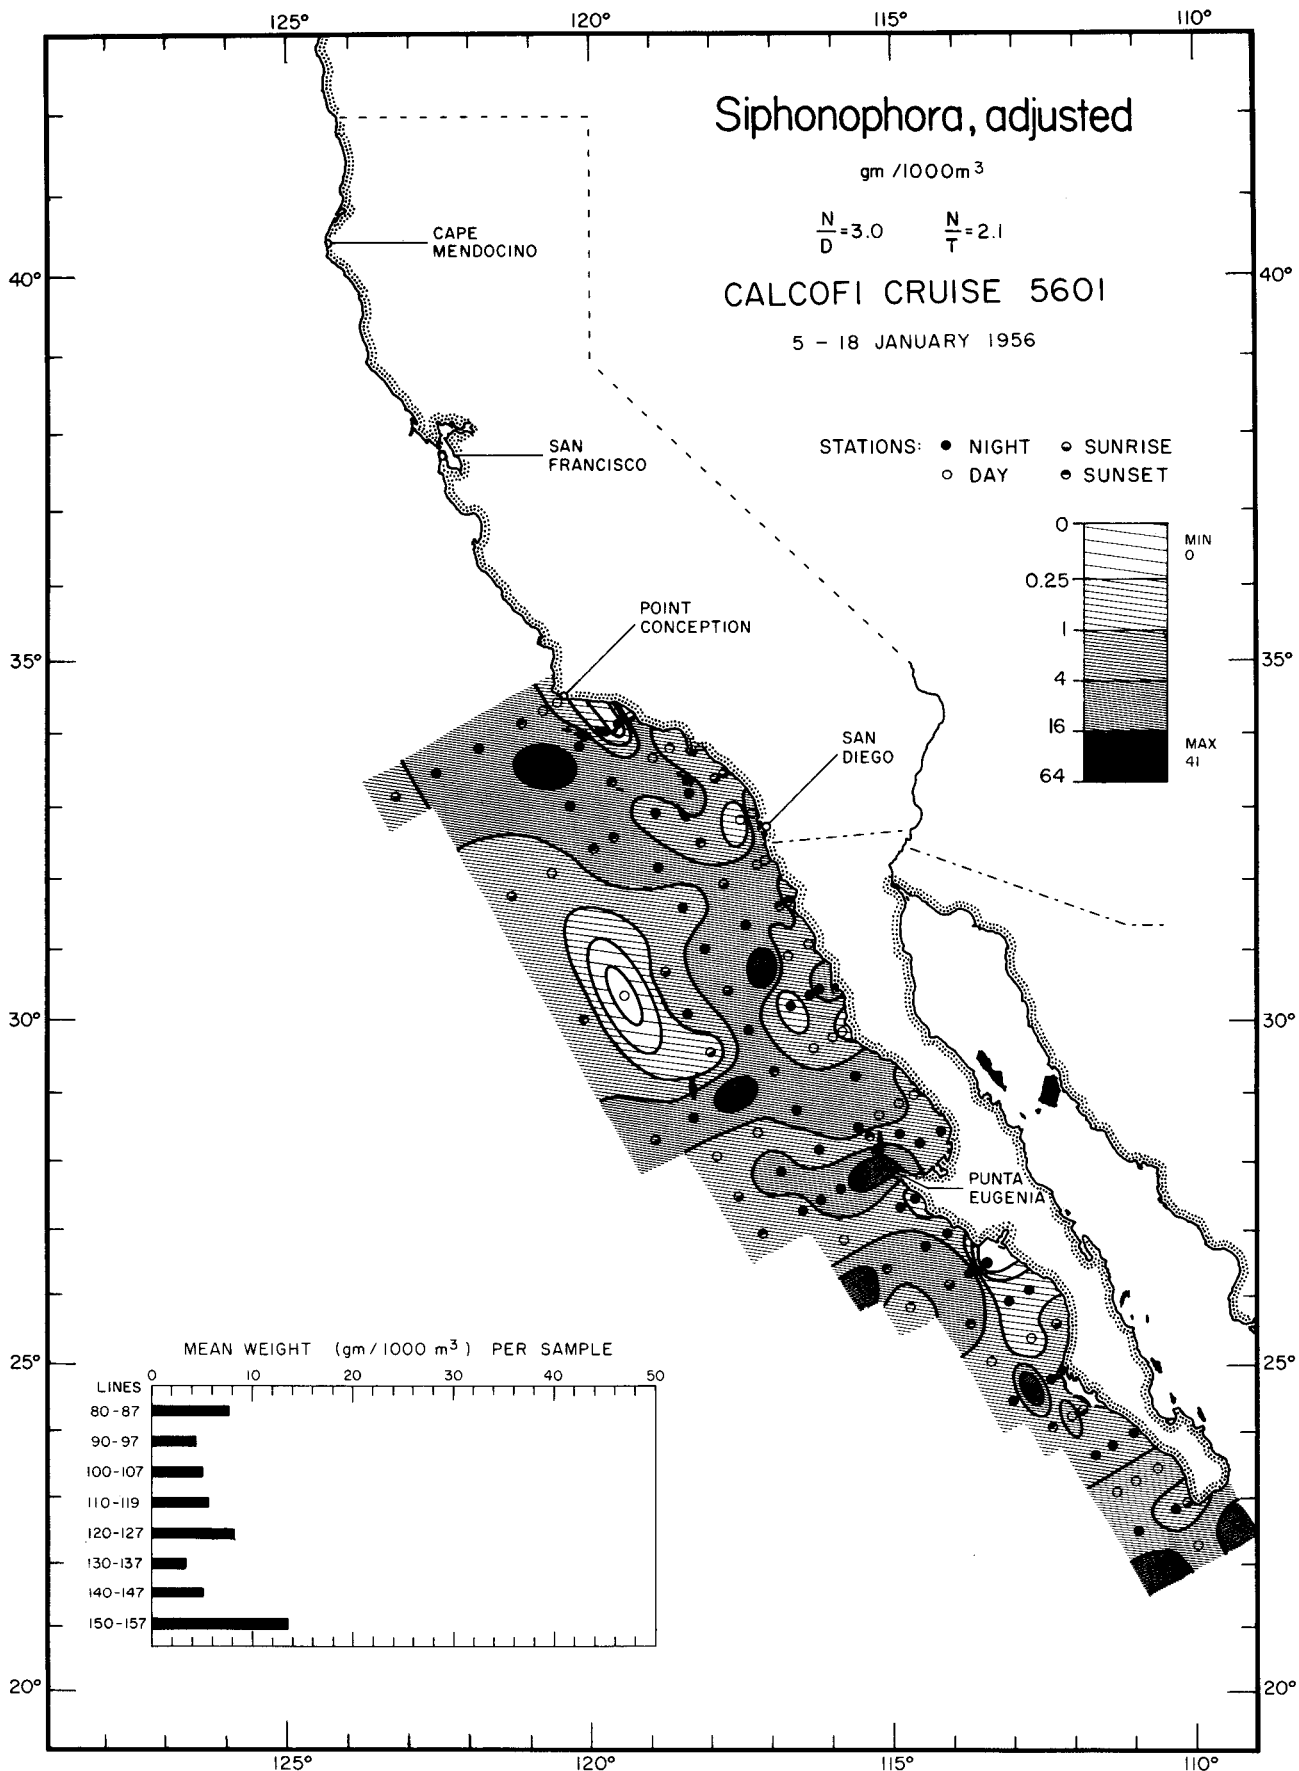 125° 120° 115° 110°
Siphonophora, adjusted
gm /1000m³
N/D =3.0 N/T =2.1
CALCOFI CRUISE 5601
5 – 18 JANUARY 1956
CAPE
MENDOCINO
40° 40°
STATIONS: NIGHT SUNRISE
DAY SUNSET
SAN
FRANCISCO
0
MIN
0
0.25
1
4
16
MAX
41
64
POINT
CONCEPTION
35° 35°
SAN
DIEGO
30° 30°
PUNTA
EUGENIA
25° 25°
MEAN WEIGHT (gm/1000 m³) PER SAMPLE
0 10 20 30 40 50
LINES
80-87
90-97
100-107
110-119
120-127
130-137
140-147
150-157
20° 20°
125° 120° 115° 110°